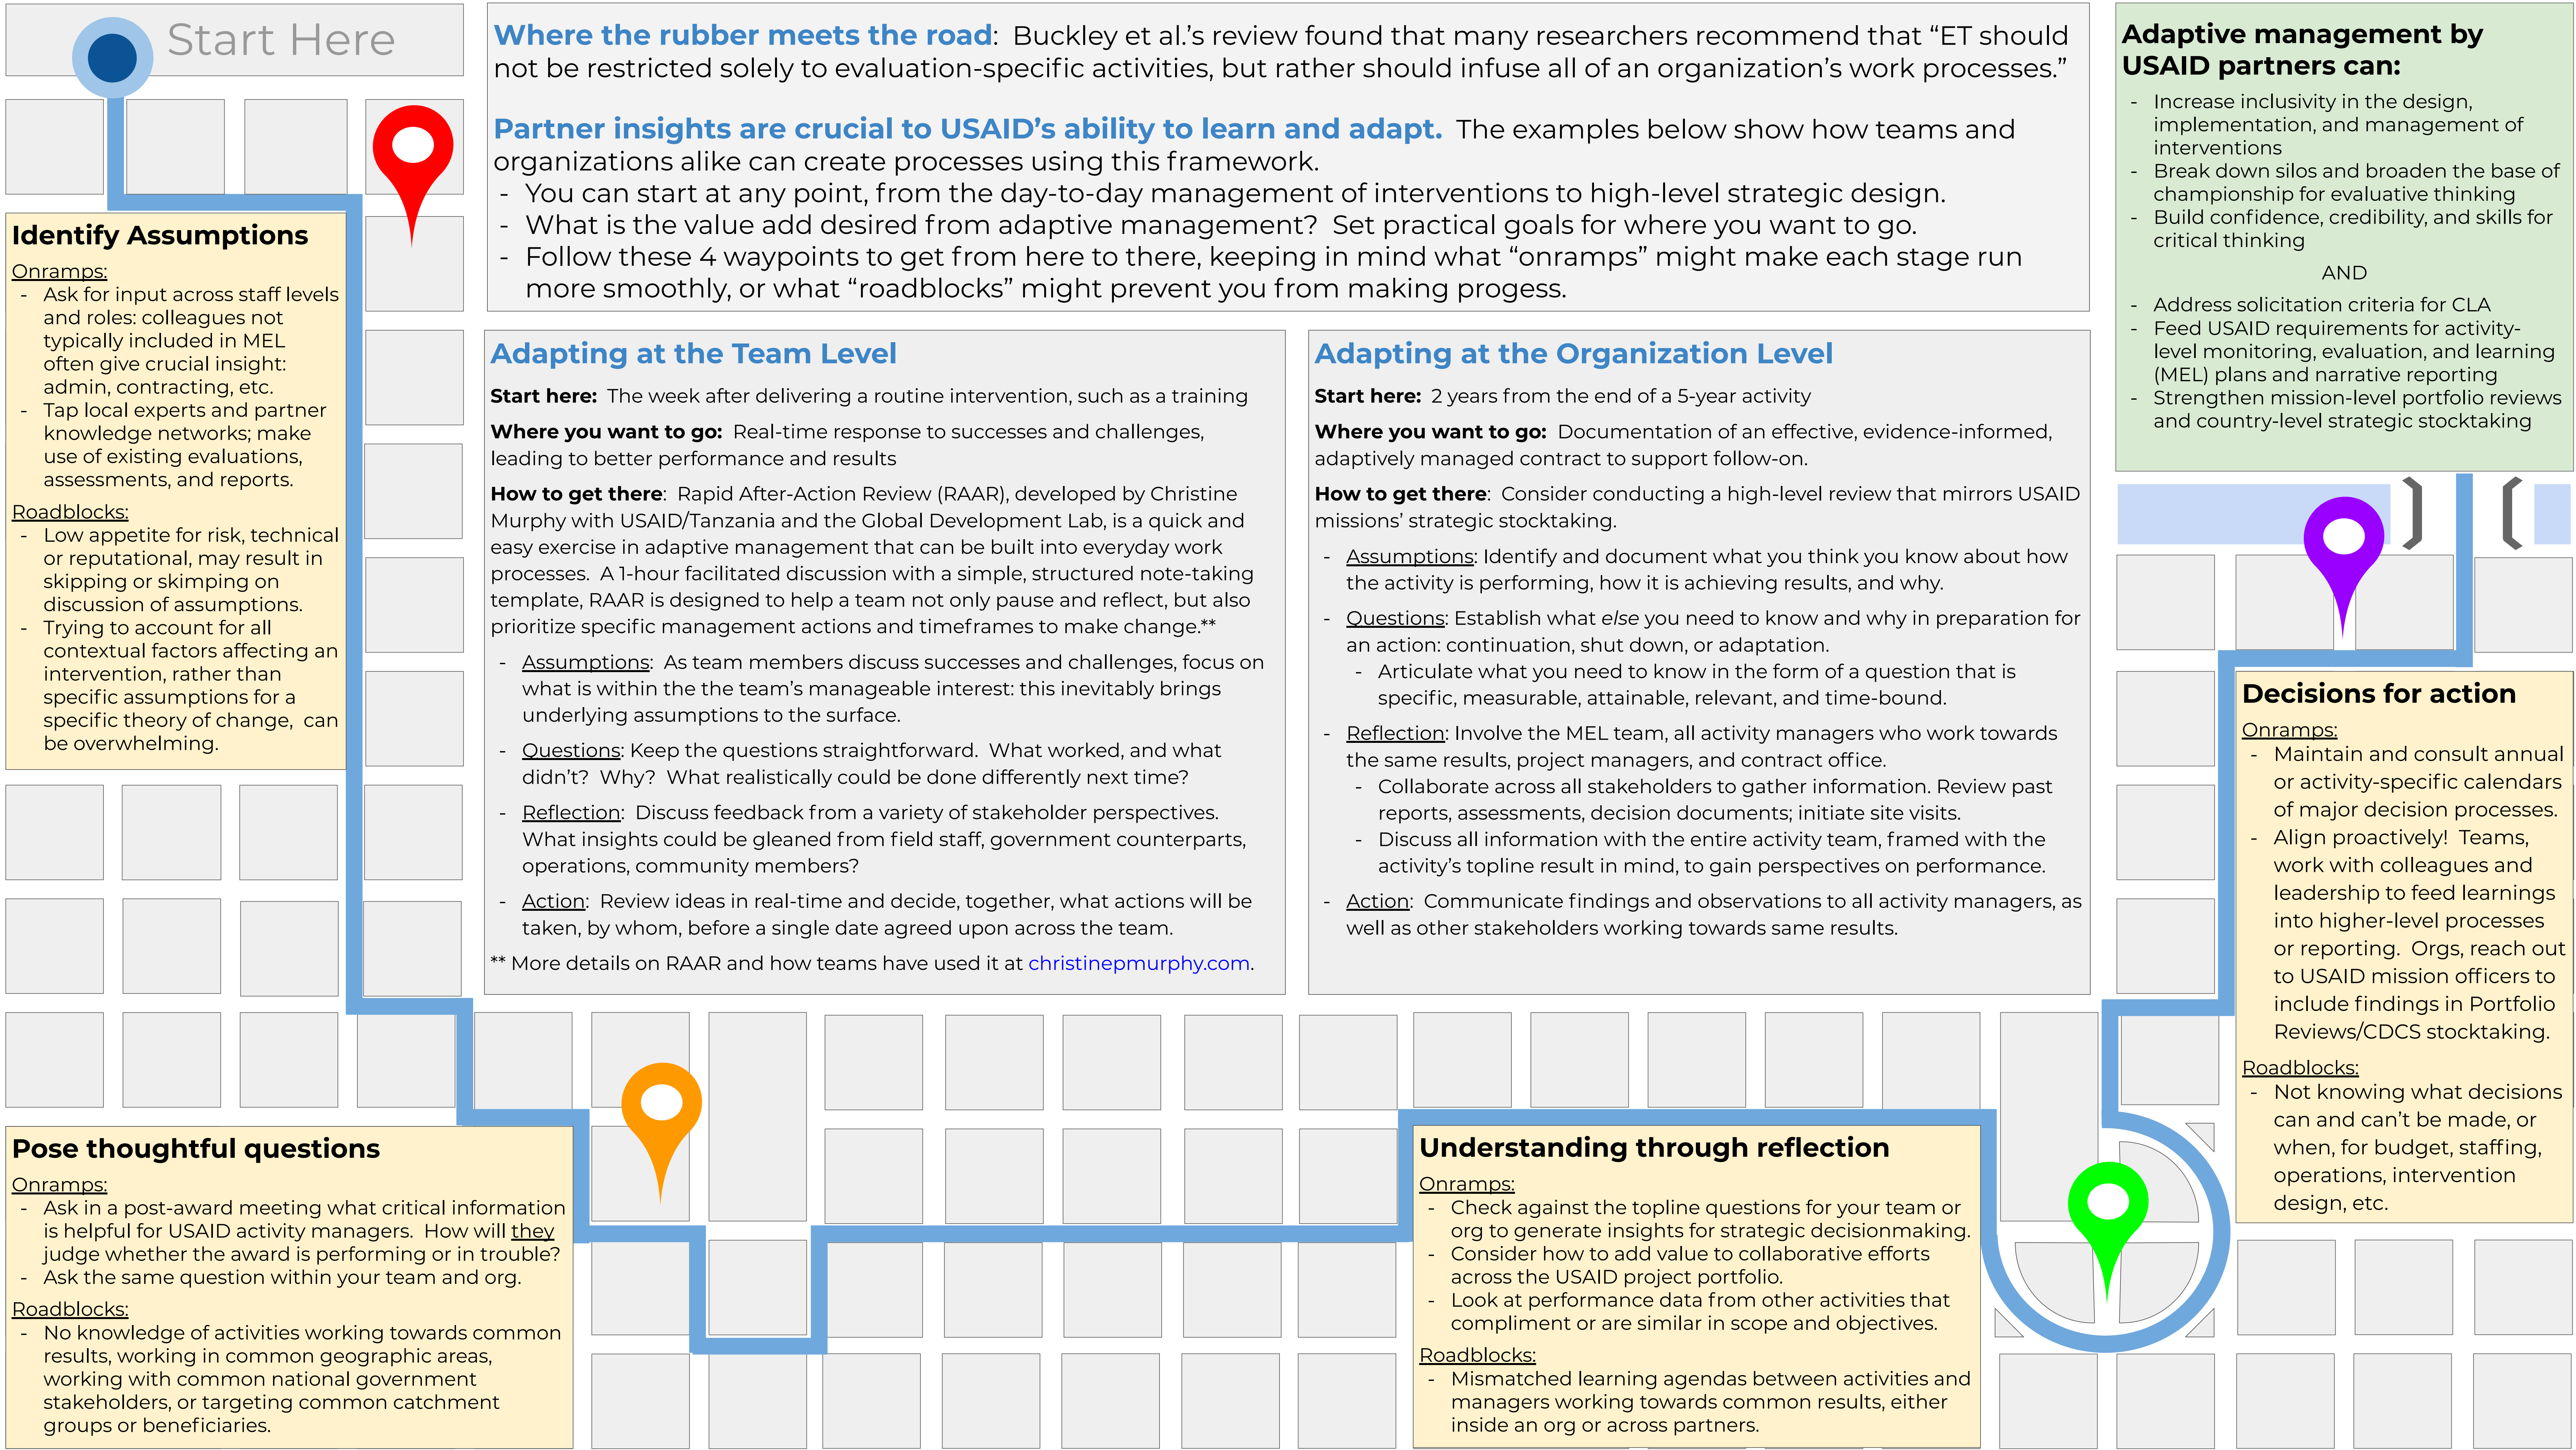 Start Here
Where the rubber meets the road:  Buckley et al.’s review found that many researchers recommend that “ET should
not be restricted solely to evaluation-specific activities, but rather should infuse all of an organization’s work processes.”
Partner insights are crucial to USAID’s ability to learn and adapt.  The examples below show how teams and
organizations alike can create processes using this framework.
- You can start at any point, from the day-to-day management of interventions to high-level strategic design.
- What is the value add desired from adaptive management?  Set practical goals for where you want to go.
- Follow these 4 waypoints to get from here to there, keeping in mind what “onramps” might make each stage run
more smoothly, or what “roadblocks” might prevent you from making progess.
Adaptive management by
USAID partners can:
- Increase inclusivity in the design,
implementation, and management of
interventions
- Break down silos and broaden the base of
championship for evaluative thinking
- Build confidence, credibility, and skills for
critical thinking
AND
- Address solicitation criteria for CLA
- Feed USAID requirements for activity-
level monitoring, evaluation, and learning
(MEL) plans and narrative reporting
- Strengthen mission-level portfolio reviews
and country-level strategic stocktaking
Identify Assumptions
Onramps:
- Ask for input across staff levels
and roles: colleagues not
typically included in MEL
often give crucial insight:
admin, contracting, etc.
- Tap local experts and partner
knowledge networks; make
use of existing evaluations,
assessments, and reports.
Roadblocks:
- Low appetite for risk, technical
or reputational, may result in
skipping or skimping on
discussion of assumptions.
- Trying to account for all
contextual factors affecting an
intervention, rather than
specific assumptions for a
specific theory of change,  can
be overwhelming.
Adapting at the Team Level
Start here:  The week after delivering a routine intervention, such as a training
Where you want to go:  Real-time response to successes and challenges,
leading to better performance and results
How to get there:  Rapid After-Action Review (RAAR), developed by Christine
Murphy with USAID/Tanzania and the Global Development Lab, is a quick and
easy exercise in adaptive management that can be built into everyday work
processes.  A 1-hour facilitated discussion with a simple, structured note-taking
template, RAAR is designed to help a team not only pause and reflect, but also
prioritize specific management actions and timeframes to make change.**
- Assumptions:  As team members discuss successes and challenges, focus on
what is within the the team’s manageable interest: this inevitably brings
underlying assumptions to the surface.
- Questions: Keep the questions straightforward.  What worked, and what
didn’t?  Why?  What realistically could be done differently next time?
- Reflection:  Discuss feedback from a variety of stakeholder perspectives.
What insights could be gleaned from field staff, government counterparts,
operations, community members?
- Action:  Review ideas in real-time and decide, together, what actions will be
taken, by whom, before a single date agreed upon across the team.
** More details on RAAR and how teams have used it at christinepmurphy.com.
Adapting at the Organization Level
Start here:  2 years from the end of a 5-year activity
Where you want to go:  Documentation of an effective, evidence-informed,
adaptively managed contract to support follow-on.
How to get there:  Consider conducting a high-level review that mirrors USAID
missions’ strategic stocktaking.
- Assumptions: Identify and document what you think you know about how
the activity is performing, how it is achieving results, and why.
- Questions: Establish what else you need to know and why in preparation for
an action: continuation, shut down, or adaptation.
- Articulate what you need to know in the form of a question that is
specific, measurable, attainable, relevant, and time-bound.
- Reflection: Involve the MEL team, all activity managers who work towards
the same results, project managers, and contract office.
- Collaborate across all stakeholders to gather information. Review past
reports, assessments, decision documents; initiate site visits.
- Discuss all information with the entire activity team, framed with the
activity’s topline result in mind, to gain perspectives on performance.
- Action:  Communicate findings and observations to all activity managers, as
well as other stakeholders working towards same results.
Pose thoughtful questions
Onramps:
- Ask in a post-award meeting what critical information
is helpful for USAID activity managers.  How will they
judge whether the award is performing or in trouble?
- Ask the same question within your team and org.
Roadblocks:
- No knowledge of activities working towards common
results, working in common geographic areas,
working with common national government
stakeholders, or targeting common catchment
groups or beneficiaries.
Understanding through reflection
Onramps:
- Check against the topline questions for your team or
org to generate insights for strategic decisionmaking.
- Consider how to add value to collaborative efforts
across the USAID project portfolio.
- Look at performance data from other activities that
compliment or are similar in scope and objectives.
Roadblocks:
- Mismatched learning agendas between activities and
managers working towards common results, either
inside an org or across partners.
Decisions for action
Onramps:
- Maintain and consult annual
or activity-specific calendars
of major decision processes.
- Align proactively!  Teams,
work with colleagues and
leadership to feed learnings
into higher-level processes
or reporting.  Orgs, reach out
to USAID mission officers to
include findings in Portfolio
Reviews/CDCS stocktaking.
Roadblocks:
- Not knowing what decisions
can and can’t be made, or
when, for budget, staffing,
operations, intervention
design, etc.